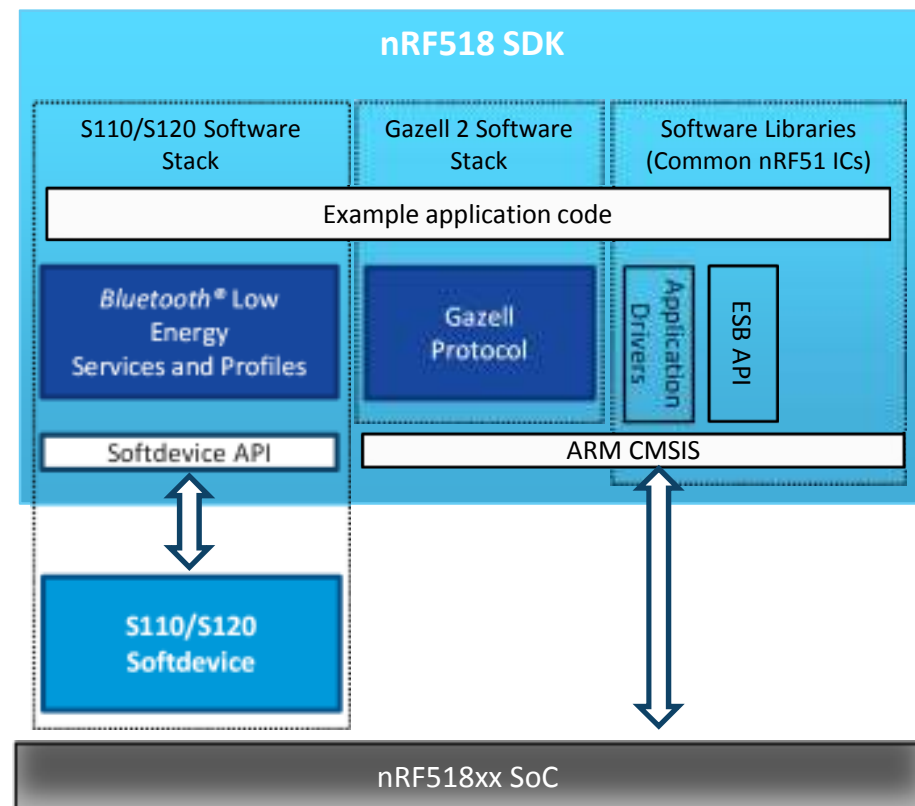 nRF518 SDK
S110/S120 Software
Stack
Gazell 2 Software
Stack
Software Libraries
(Common nRF51 ICs)
Example application code
Bluetooth® Low
Energy
Services and Profiles
Gazell
Protocol
Application
Drivers
ESB API
Softdevice API
ARM CMSIS
S110/S120
Softdevice
nRF518xx SoC